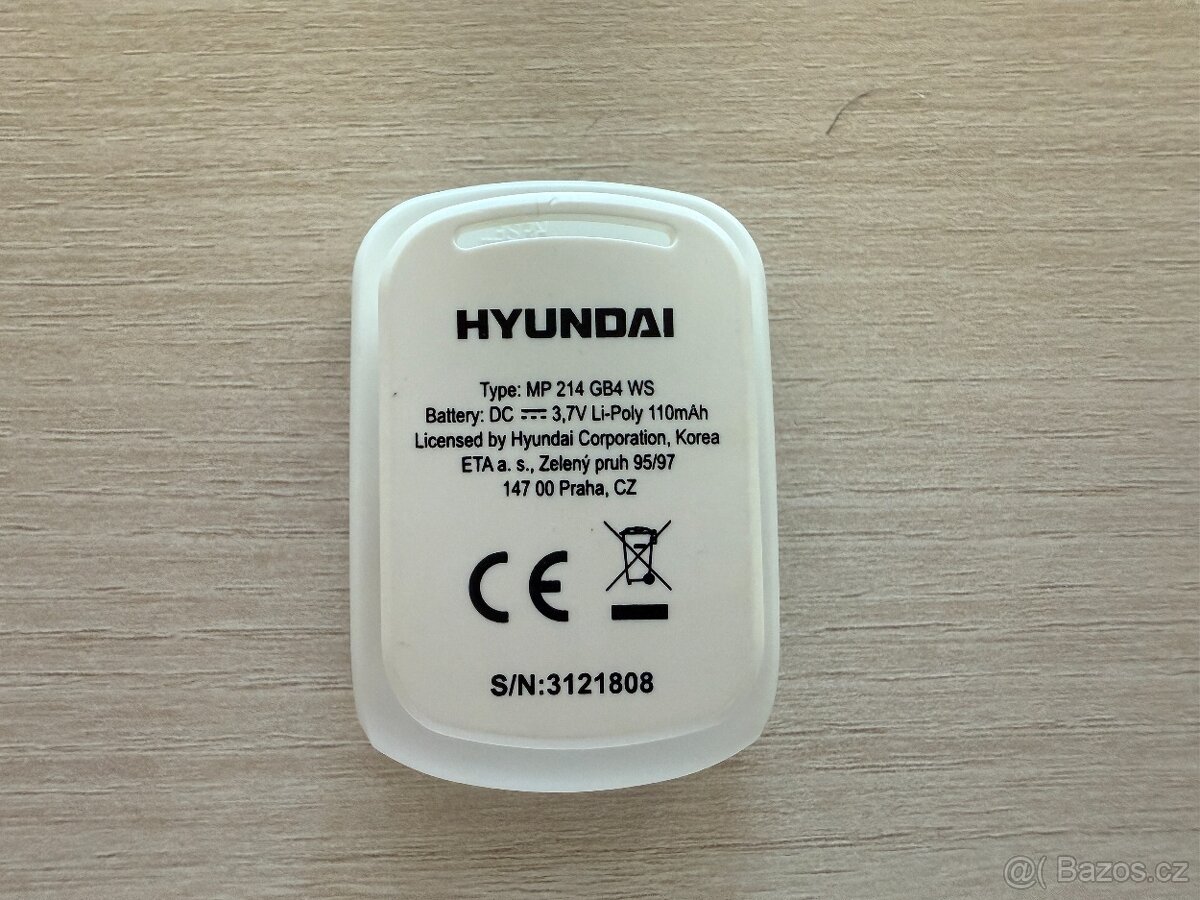 HYUNDAI
Type: MP 214 GB4 WS
Battery: DC ⎓ 3,7V Li-Poly 110mAh
Licensed by Hyundai Corporation, Korea
ETA a. s., Zelený pruh 95/97
147 00 Praha, CZ
CE
S/N:3121808
@( Bazos.cz